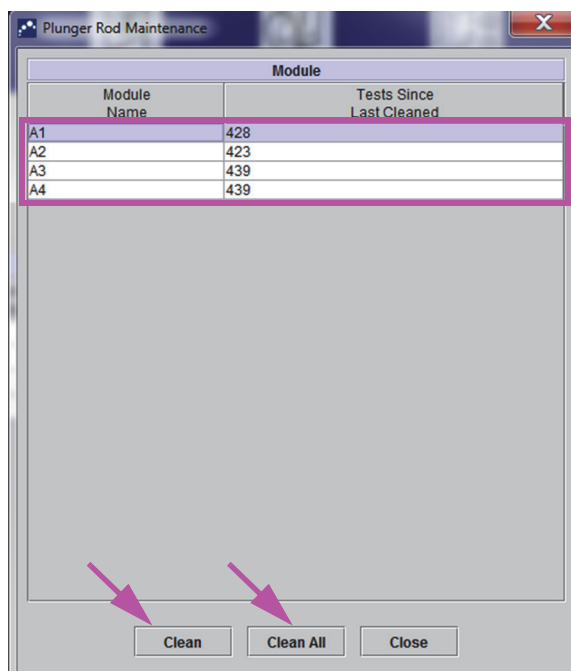 Plunger Rod Maintenance
X
Module
Module Tests Since
Name Last Cleaned
A1 428
A2 423
A3 439
A4 439
Clean Clean All Close